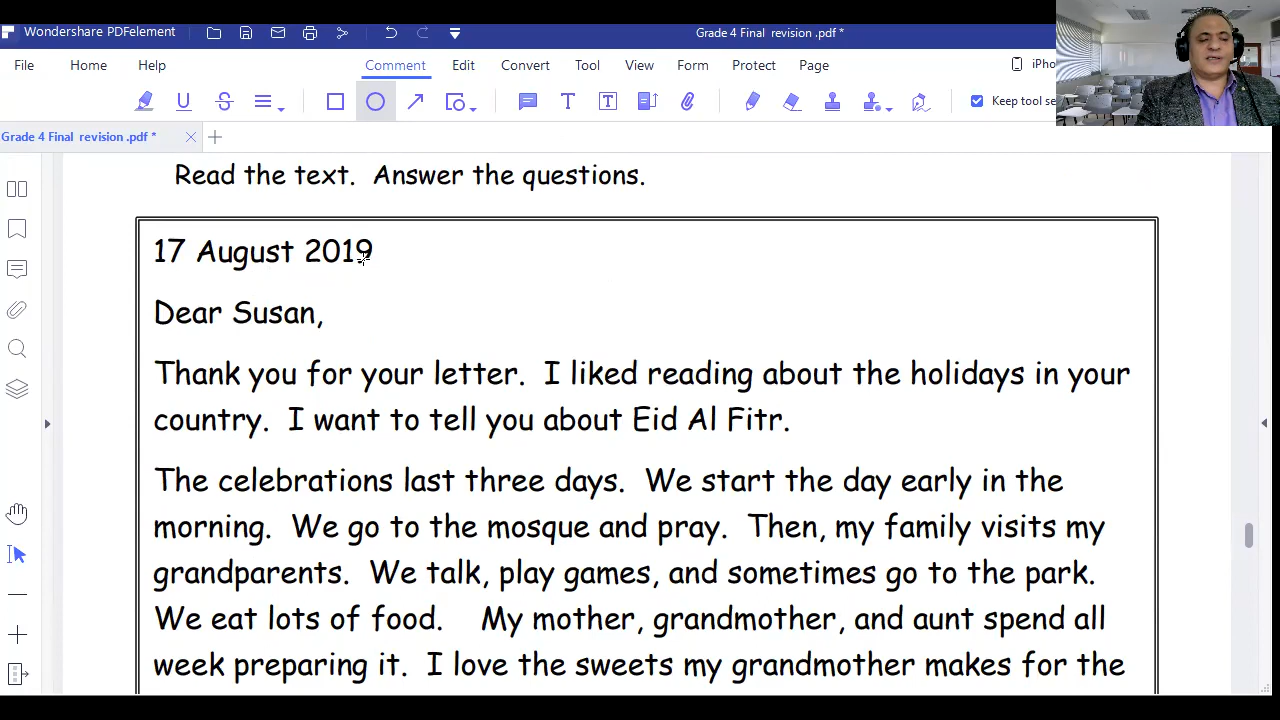 Wondershare PDFelement
Grade 4 Final revision .pdf *
File Home Help Comment Edit Convert Tool View Form Protect Page
Keep tool se
Grade 4 Final revision .pdf *
Read the text. Answer the questions.
17 August 2019
Dear Susan,
Thank you for your letter. I liked reading about the holidays in your
country. I want to tell you about Eid Al Fitr.
The celebrations last three days. We start the day early in the
morning. We go to the mosque and pray. Then, my family visits my
grandparents. We talk, play games, and sometimes go to the park.
We eat lots of food. My mother, grandmother, and aunt spend all
week preparing it. I love the sweets my grandmother makes for the